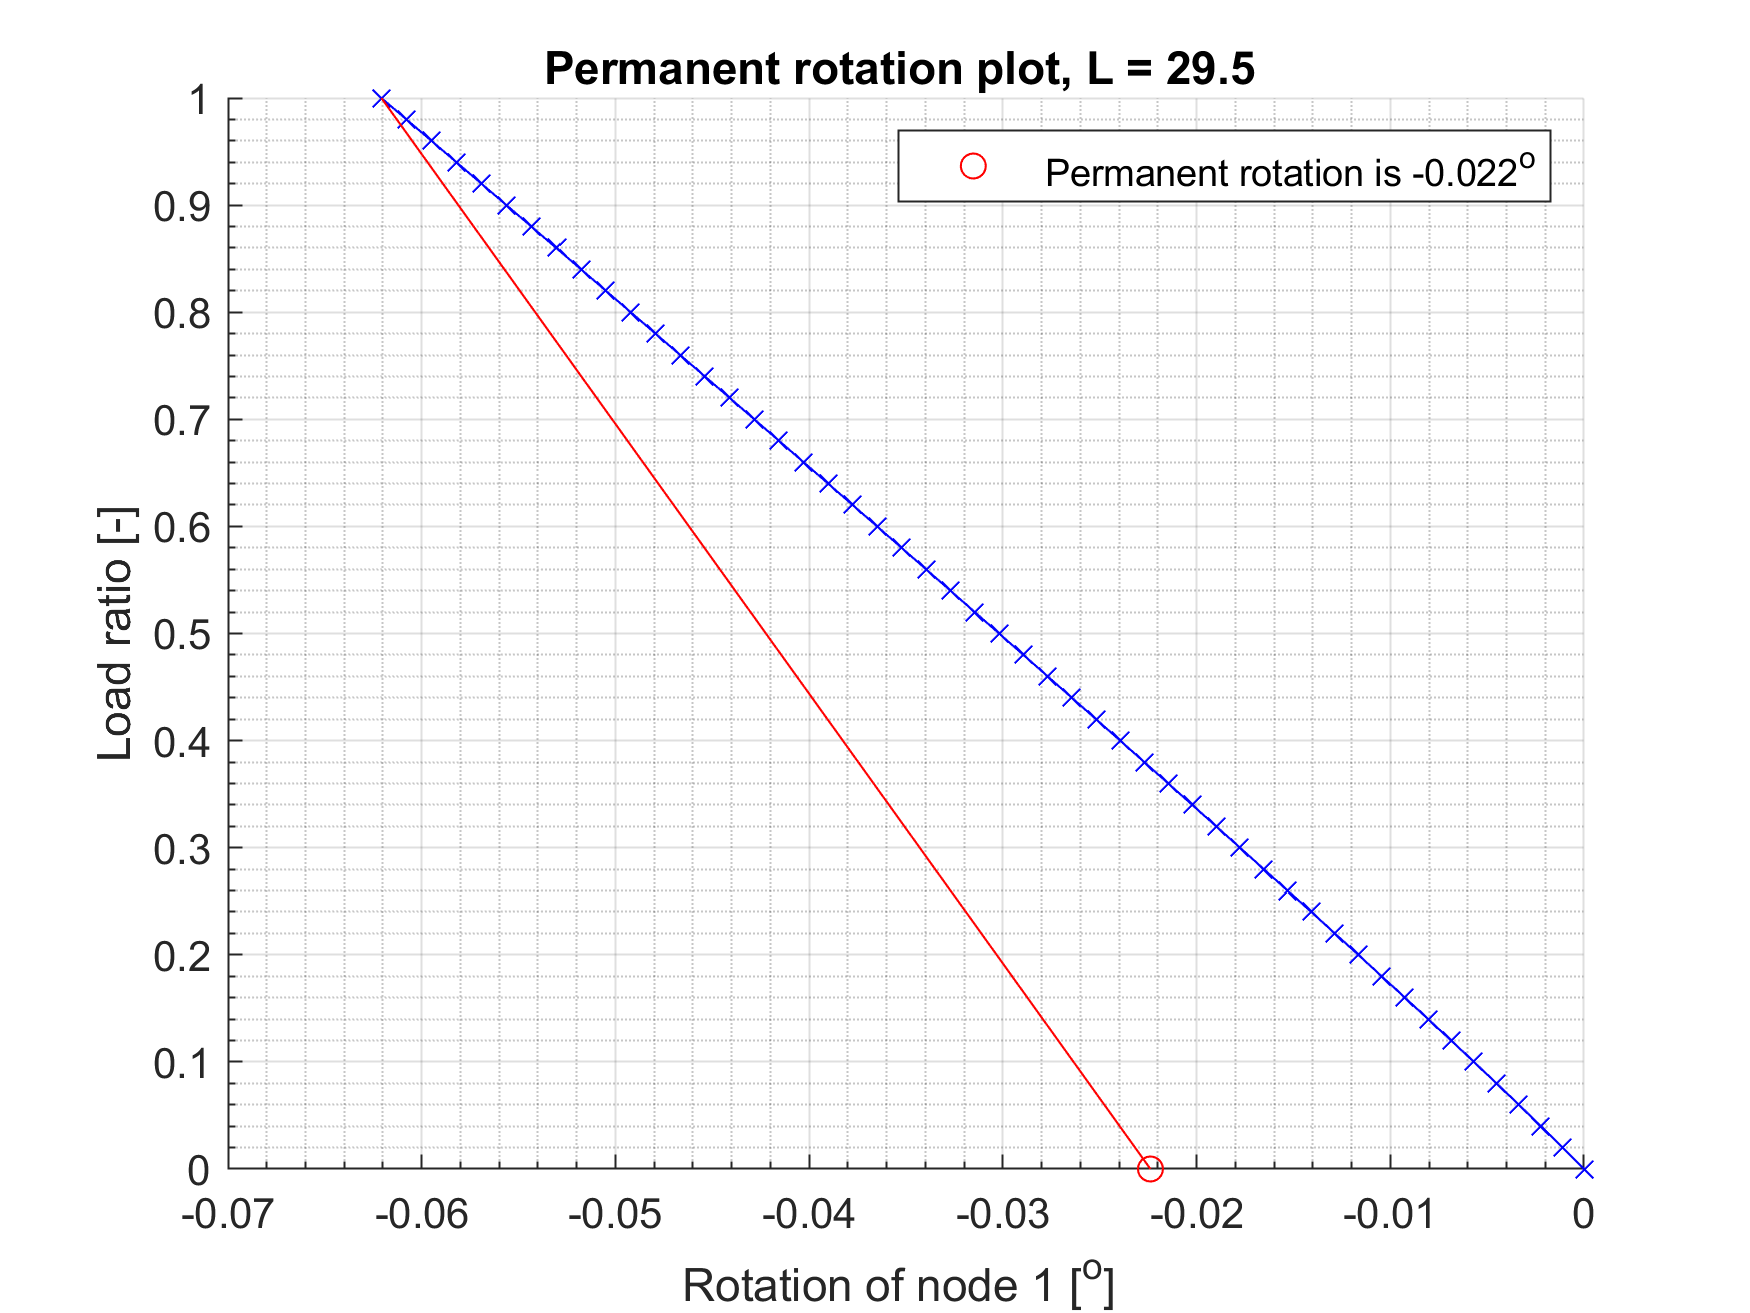 Permanent rotation plot, L = 29.5
Permanent rotation is -0.022°
Load ratio [-]
1
0.9
0.8
0.7
0.6
0.5
0.4
0.3
0.2
0.1
0
-0.07 -0.06 -0.05 -0.04 -0.03 -0.02 -0.01 0
Rotation of node 1 [°]